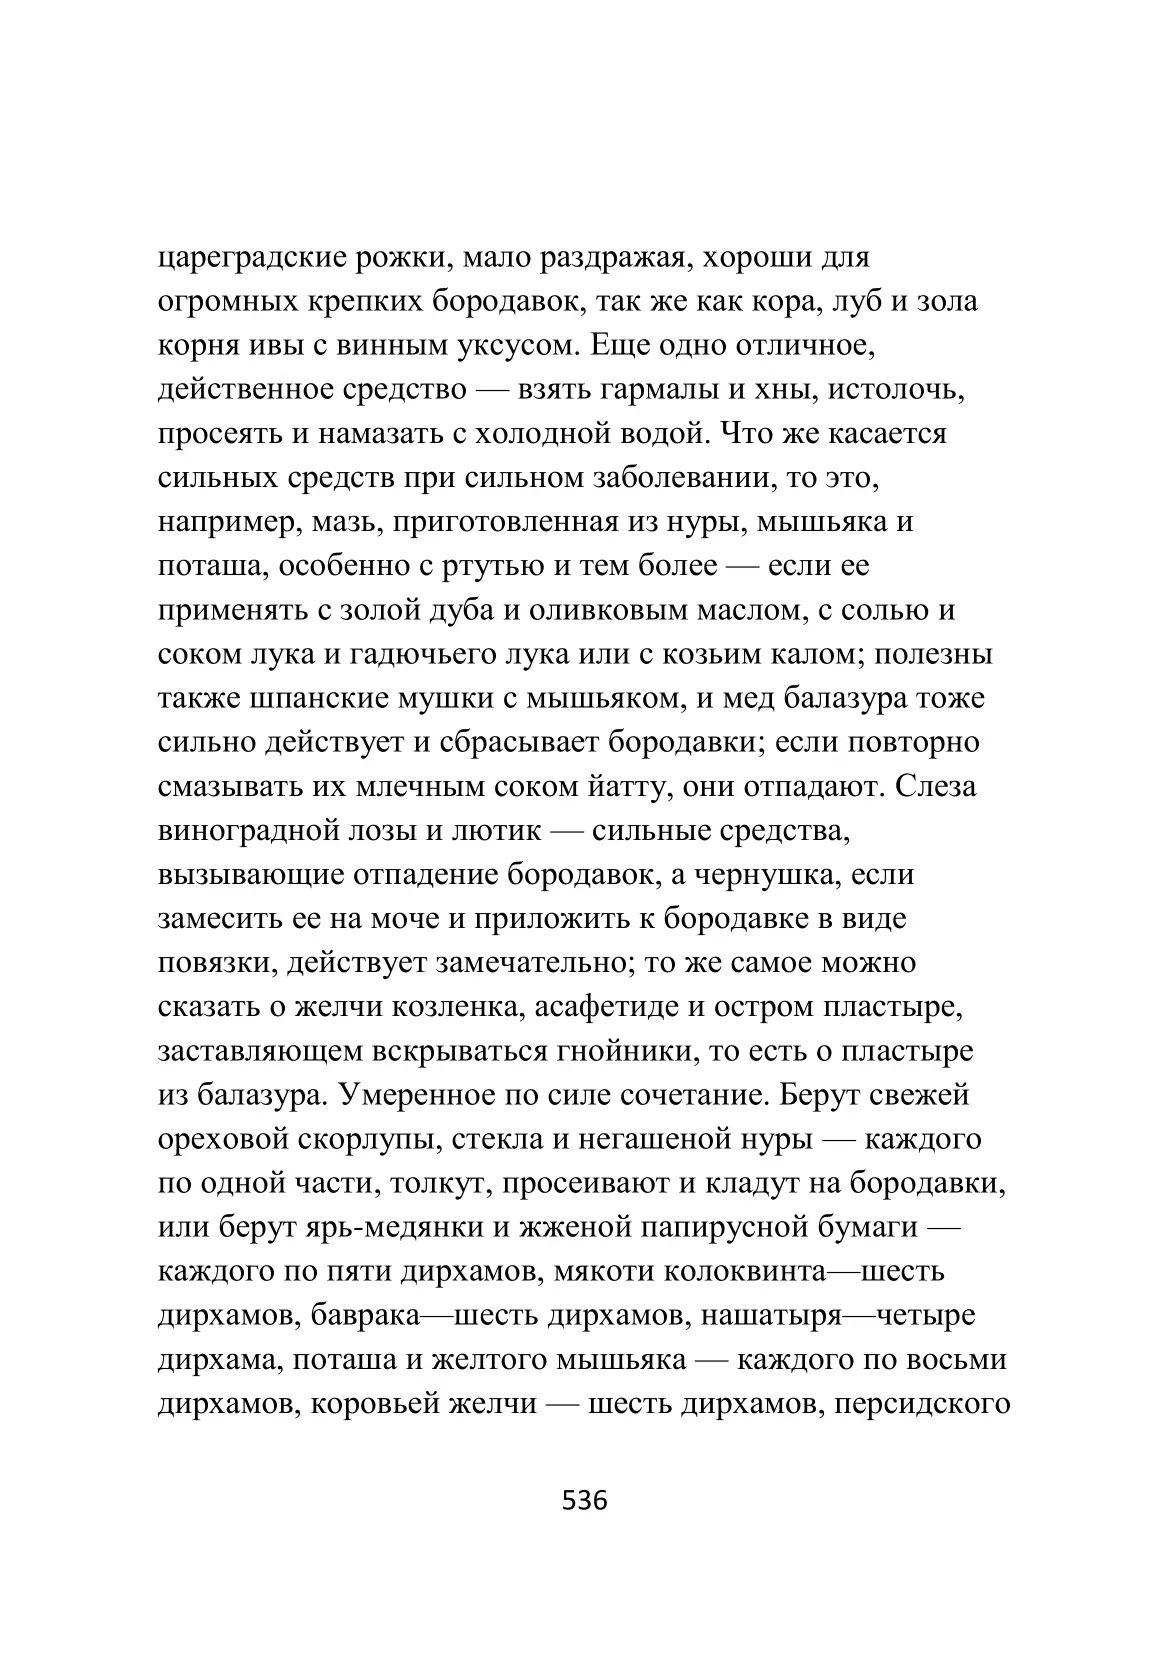 цареградские рожки, мало раздражая, хороши для
огромных крепких бородавок, так же как кора, луб и зола
корня ивы с винным уксусом. Еще одно отличное,
действенное средство — взять гармалы и хны, истолочь,
просеять и намазать с холодной водой. Что же касается
сильных средств при сильном заболевании, то это,
например, мазь, приготовленная из нуры, мышьяка и
поташа, особенно с ртутью и тем более — если ее
применять с золой дуба и оливковым маслом, с солью и
соком лука и гадючьего лука или с козьим калом; полезны
также шпанские мушки с мышьяком, и мед балазура тоже
сильно действует и сбрасывает бородавки; если повторно
смазывать их млечным соком йатту, они отпадают. Слеза
виноградной лозы и лютик — сильные средства,
вызывающие отпадение бородавок, а чернушка, если
замесить ее на моче и приложить к бородавке в виде
повязки, действует замечательно; то же самое можно
сказать о желчи козленка, асафетиде и остром пластыре,
заставляющем вскрываться гнойники, то есть о пластыре
из балазура. Умеренное по силе сочетание. Берут свежей
ореховой скорлупы, стекла и негашеной нуры — каждого
по одной части, толкут, просеивают и кладут на бородавки,
или берут ярь-медянки и жженой папирусной бумаги —
каждого по пяти дирхамов, мякоти колоквинта—шесть
дирхамов, баврака—шесть дирхамов, нашатыря—четыре
дирхама, поташа и желтого мышьяка — каждого по восьми
дирхамов, коровьей желчи — шесть дирхамов, персидского
536